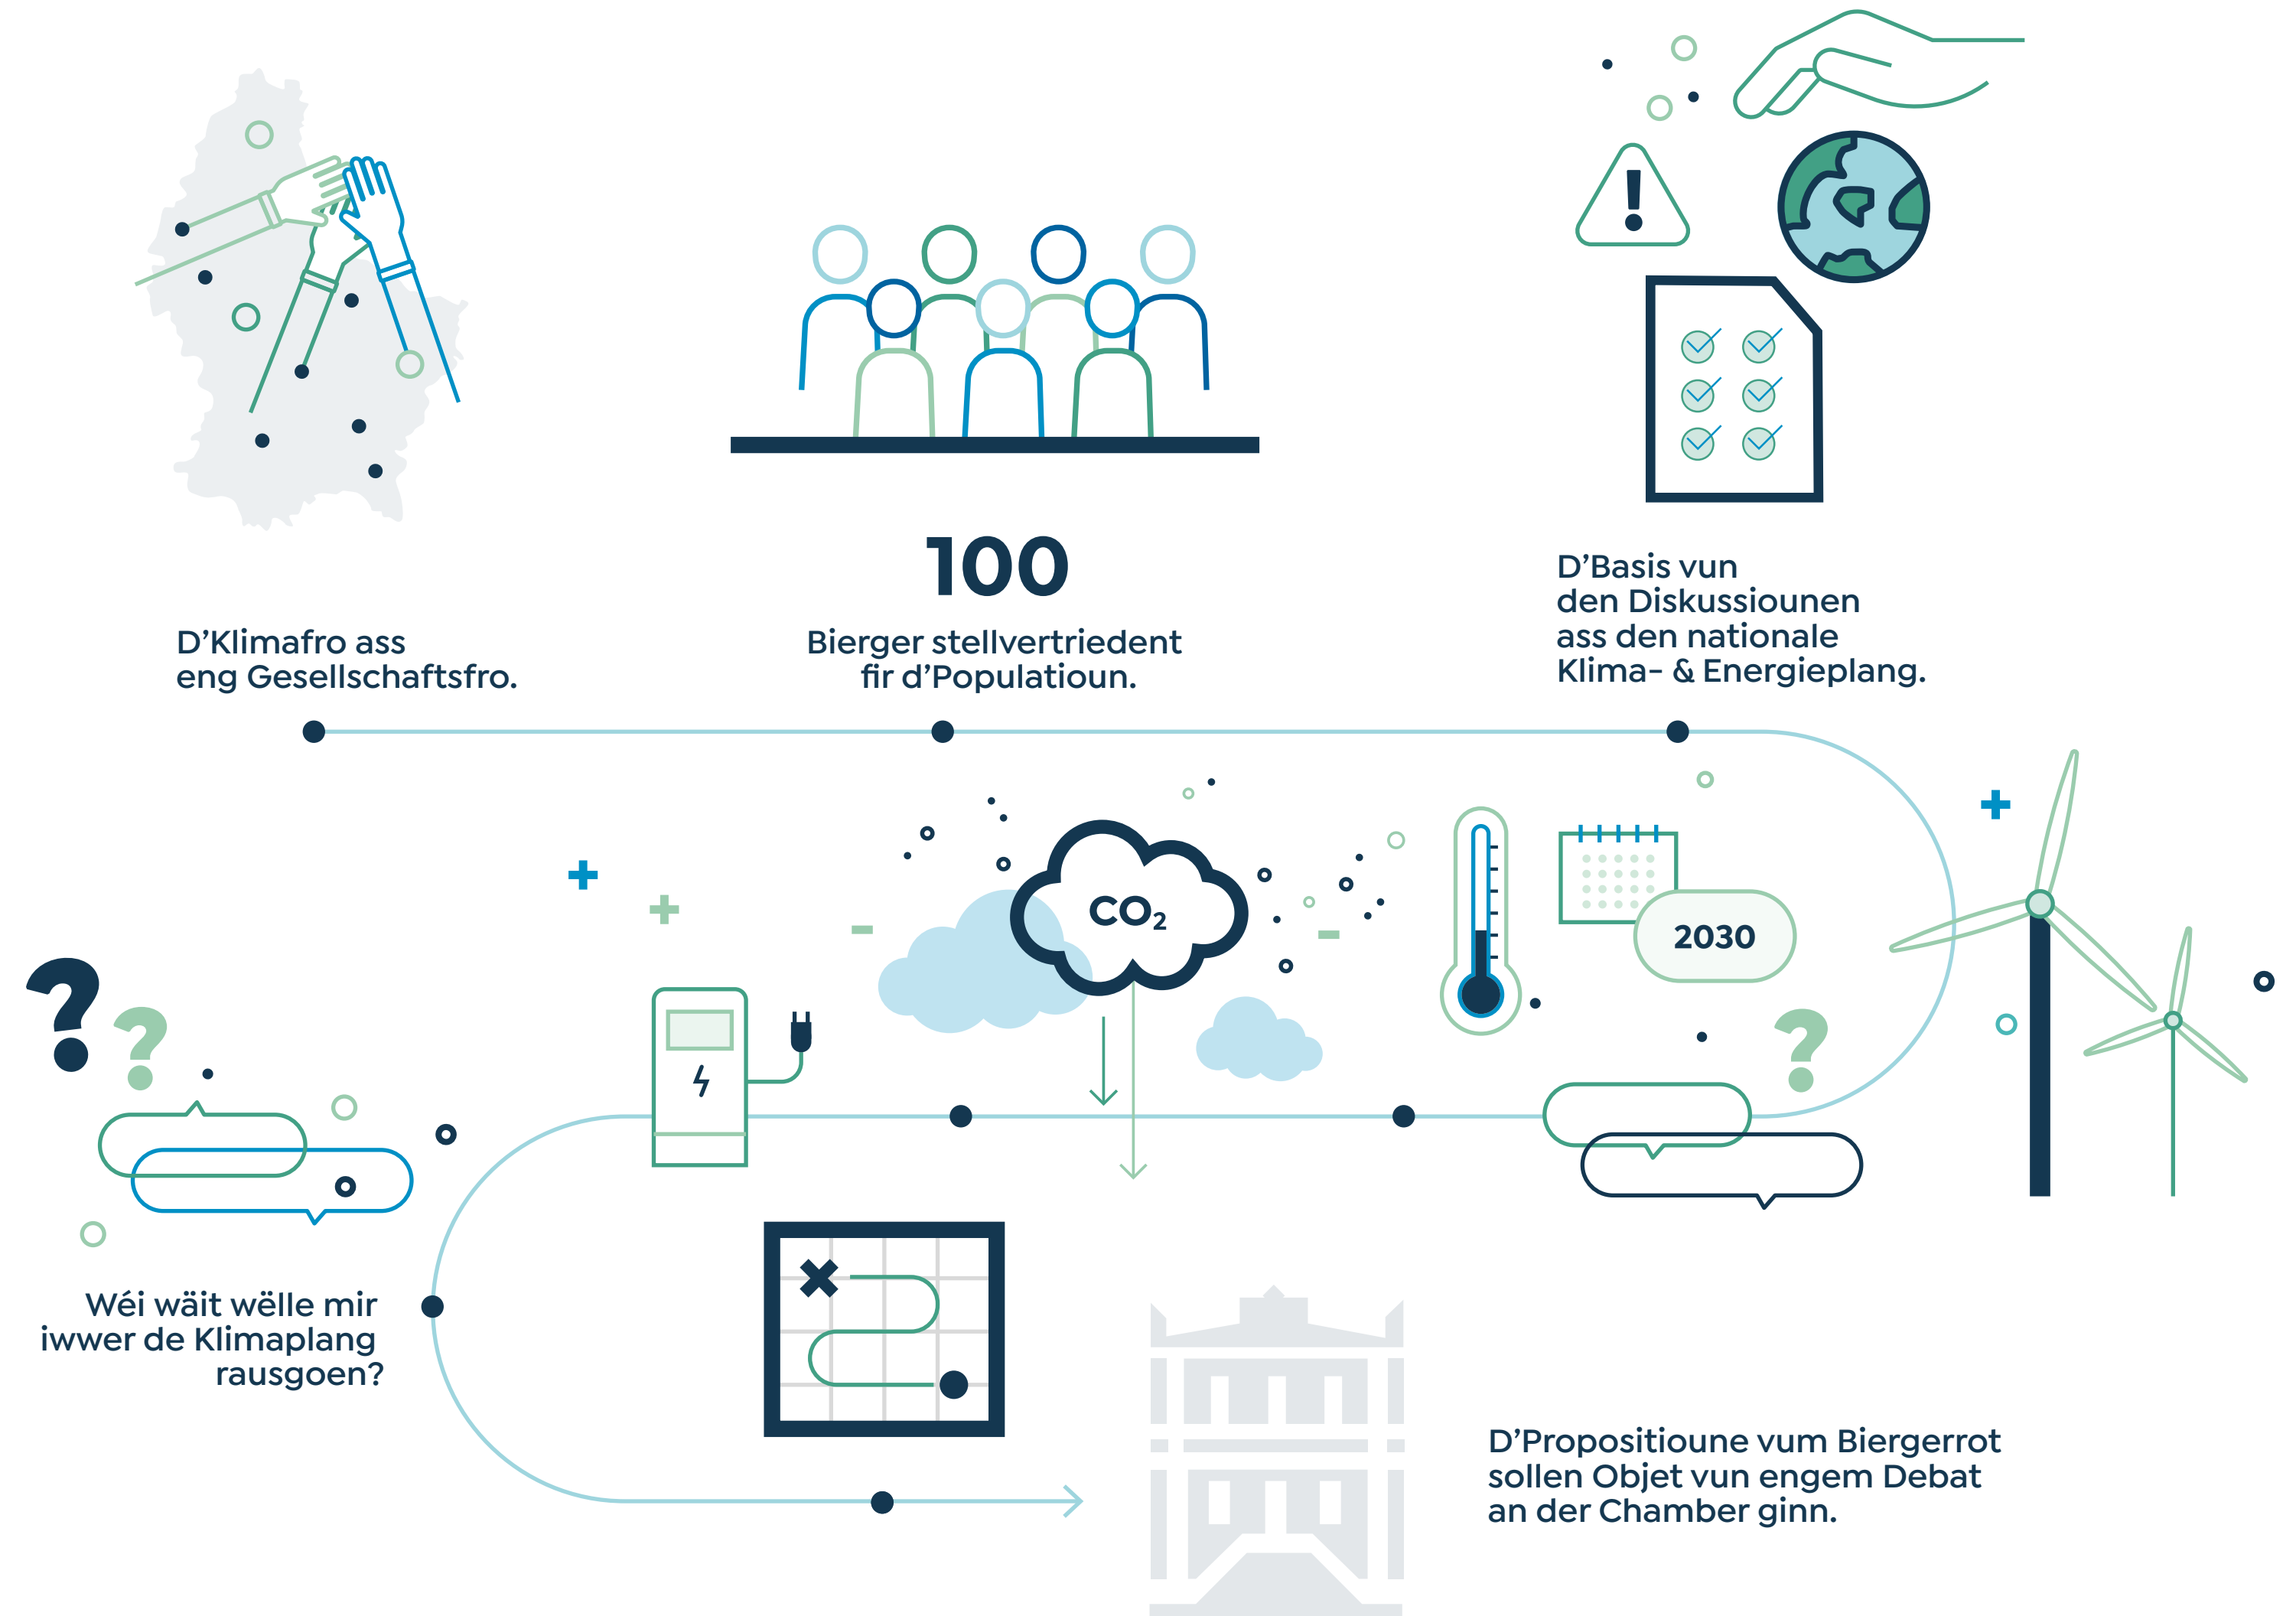 D'Klimafro ass
eng Gesellschaftsfro.
100
Bierger stellvertriedent
fir d'Populatioun.
D'Basis vun
den Diskussiounen
ass den nationale
Klima- & Energieplang.
CO₂
2030
Wéi wäit wëlle mir
iwwer de Klimaplang
rausgoen?
D'Propositioune vum Biergerrot
sollen Objet vun engem Debat
an der Chamber ginn.